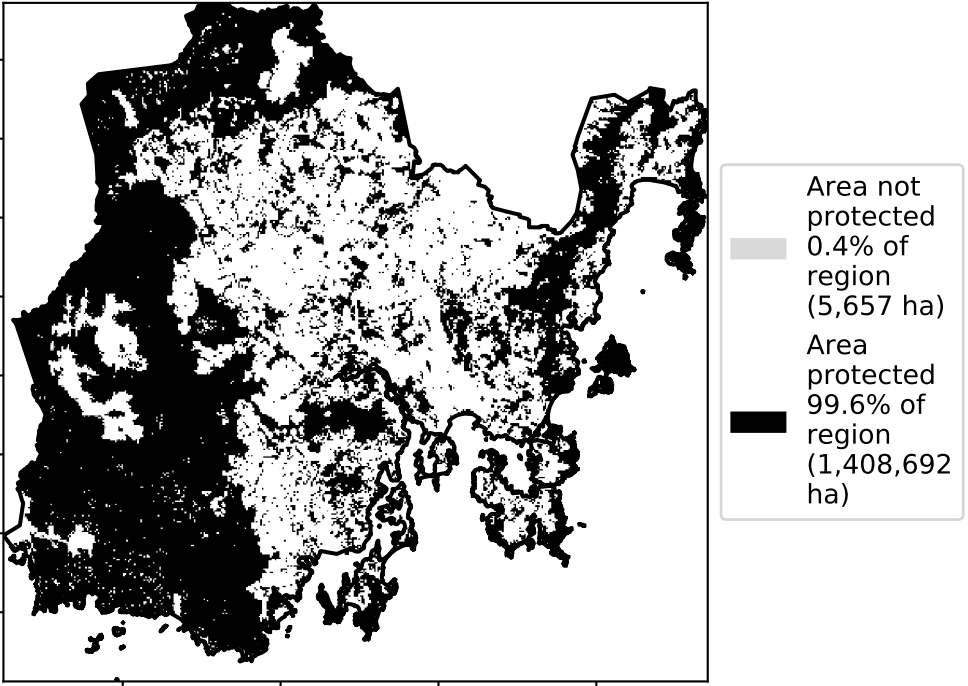 Area not
protected
0.4% of
region
(5,657 ha)
Area
protected
99.6% of
region
(1,408,692
ha)